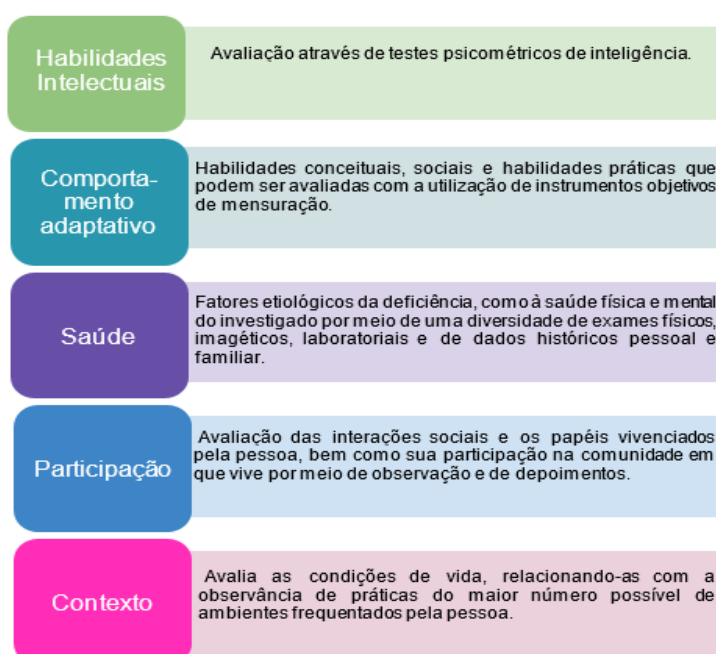 Habilidades
Intelectuais
Avaliação através de testes psicométricos de inteligência.
Comporta-
mento
adaptativo
Habilidades conceituais, sociais e habilidades práticas que
podem ser avaliadas com a utilização de instrumentos objetivos
de mensuração.
Saúde
Fatores etiológicos da deficiência, como à saúde física e mental
do investigado por meio de uma diversidade de exames físicos,
imagéticos, laboratoriais e de dados históricos pessoal e
familiar.
Participação
Avaliação das interações sociais e os papéis vivenciados
pela pessoa, bem como sua participação na comunidade em
que vive por meio de observação e de depoimentos.
Contexto
Avalia as condições de vida, relacionando-as com a
observância de práticas do maior número possível de
ambientes frequentados pela pessoa.